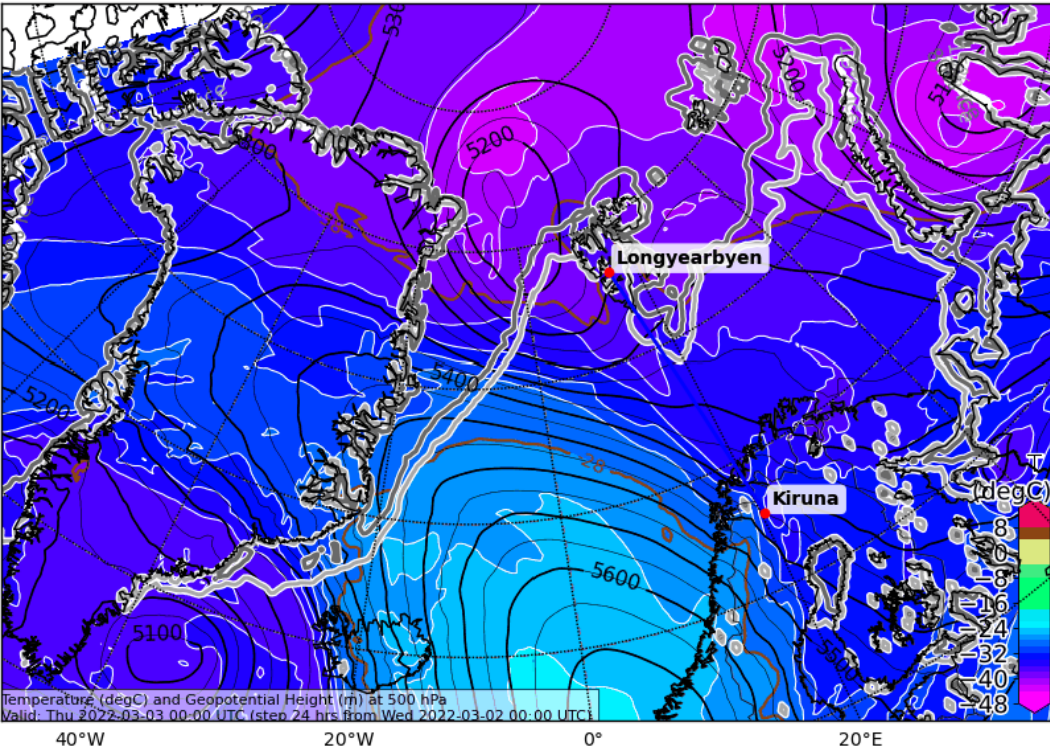 530
5200
5200
5300
5200
5400
5200
-28
5600
5100
5500
Longyearbyen
Kiruna
T
(degC)
8
0
−8
−16
−24
−32
−40
−48
Temperature (degC) and Geopotential Height (m) at 500 hPa
Valid: Thu 2022-03-03 00:00 UTC (step 24 hrs from Wed 2022-03-02 00:00 UTC)
40°W
20°W
0°
20°E